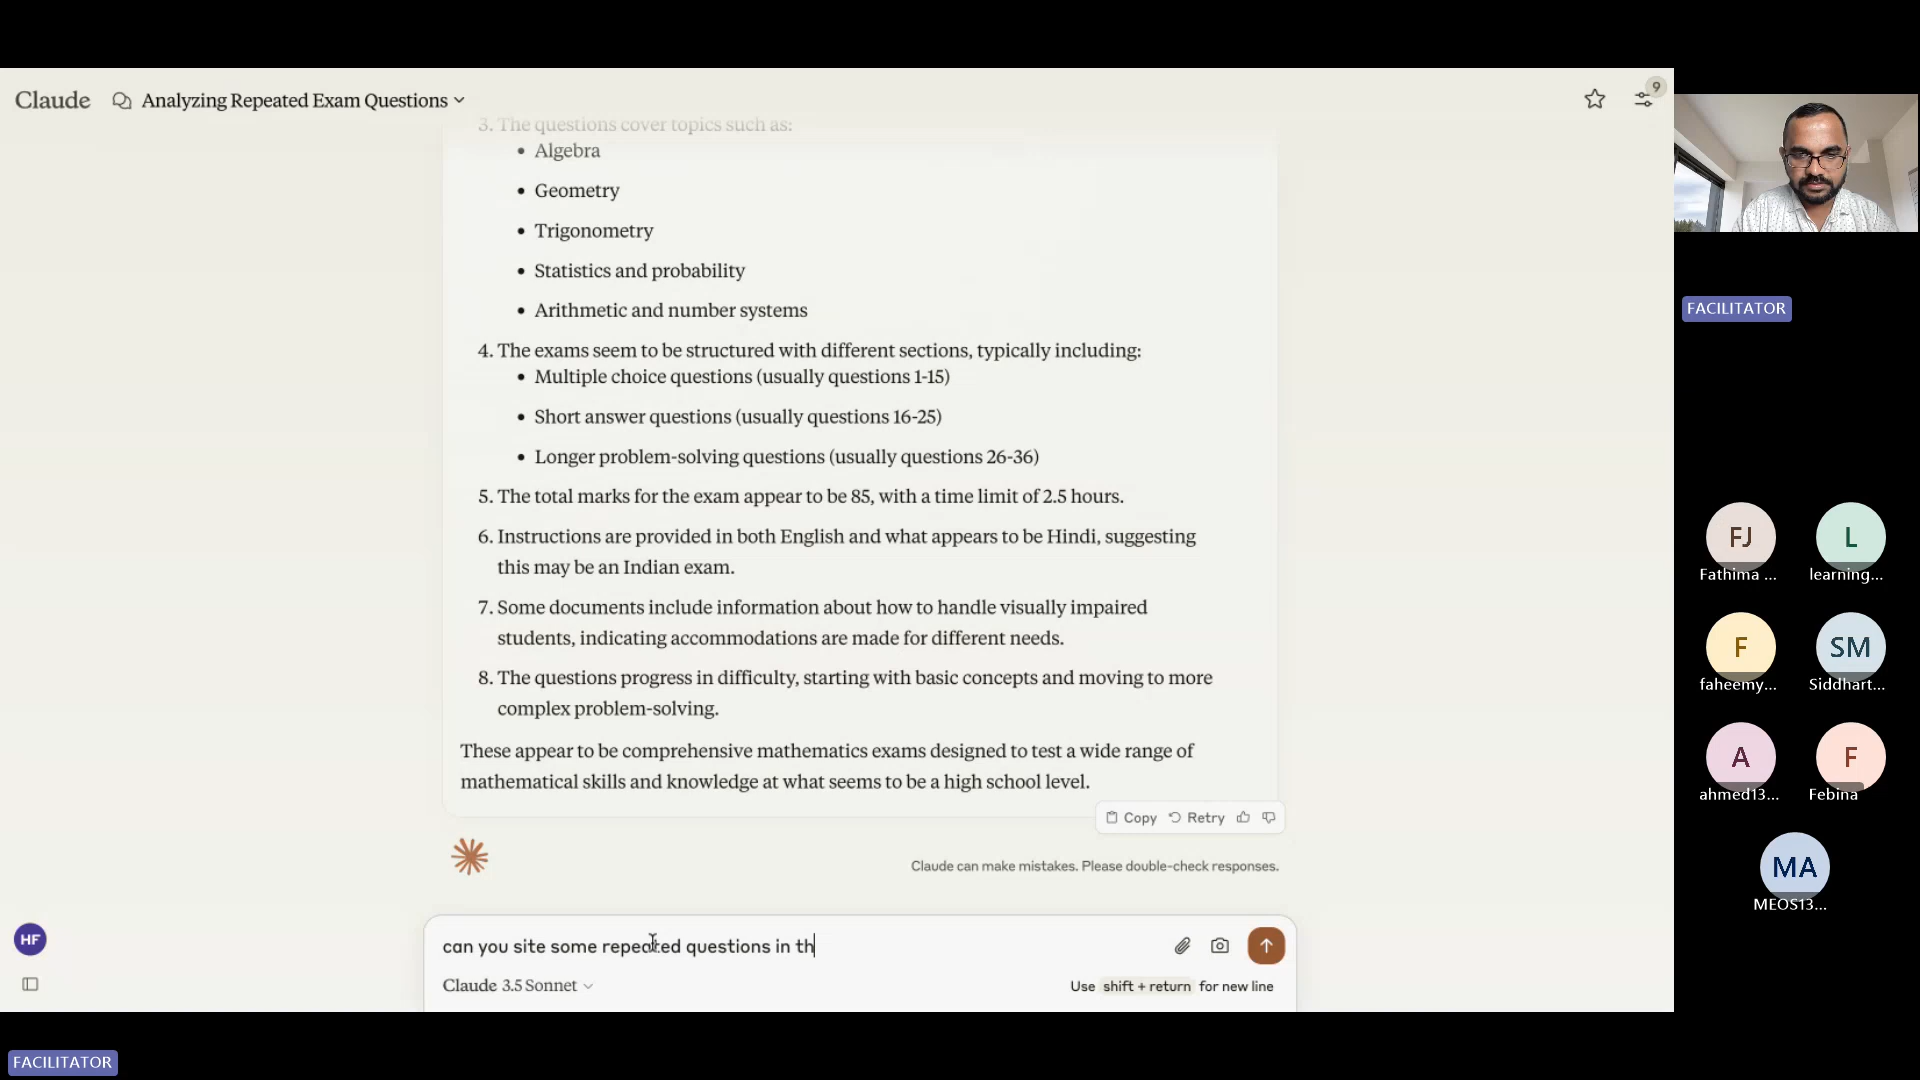 Claude
Analyzing Repeated Exam Questions
9
3. The questions cover topics such as:
• Algebra
• Geometry
• Trigonometry
• Statistics and probability
• Arithmetic and number systems
4. The exams seem to be structured with different sections, typically including:
• Multiple choice questions (usually questions 1-15)
• Short answer questions (usually questions 16-25)
• Longer problem-solving questions (usually questions 26-36)
5. The total marks for the exam appear to be 85, with a time limit of 2.5 hours.
6. Instructions are provided in both English and what appears to be Hindi, suggesting
this may be an Indian exam.
7. Some documents include information about how to handle visually impaired
students, indicating accommodations are made for different needs.
8. The questions progress in difficulty, starting with basic concepts and moving to more
complex problem-solving.
These appear to be comprehensive mathematics exams designed to test a wide range of
mathematical skills and knowledge at what seems to be a high school level.
Copy Retry
Claude can make mistakes. Please double-check responses.
HF
can you site some repeated questions in th
Claude 3.5 Sonnet
Use shift + return for new line
FACILITATOR
FJ
Fathima ...
L
learning...
F
faheemy...
SM
Siddhart...
A
ahmed13...
F
Febina
MA
MEOS13...
FACILITATOR